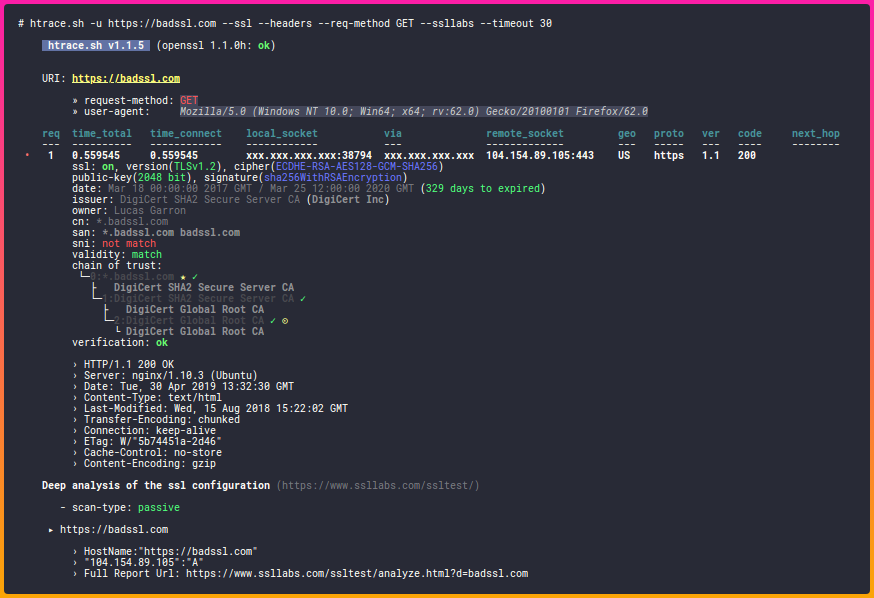 # htrace.sh -u https://badssl.com --ssl --headers --req-method GET --ssllabs --timeout 30
htrace.sh v1.1.5 (openssl 1.1.0h: ok)
URI: https://badssl.com
» request-method: GET
» user-agent: Mozilla/5.0 (Windows NT 10.0; Win64; x64; rv:62.0) Gecko/20100101 Firefox/62.0
req time_total time_connect local_socket via remote_socket geo proto ver code next_hop
--- ---------- ------------ ------------ --- ------------- --- ----- --- ---- --------
• 1 0.559545 0.559545 xxx.xxx.xxx.xxx:38794 xxx.xxx.xxx.xxx 104.154.89.105:443 US https 1.1 200
ssl: on, version(TLSv1.2), cipher(ECDHE-RSA-AES128-GCM-SHA256)
public-key(2048 bit), signature(sha256WithRSAEncryption)
date: Mar 18 00:00:00 2017 GMT / Mar 25 12:00:00 2020 GMT (329 days to expired)
issuer: DigiCert SHA2 Secure Server CA (DigiCert Inc)
owner: Lucas Garron
cn: *.badssl.com
san: *.badssl.com badssl.com
sni: not match
validity: match
chain of trust:
└─0:*.badssl.com ★ ✓
├ DigiCert SHA2 Secure Server CA
└─1:DigiCert SHA2 Secure Server CA ✓
├ DigiCert Global Root CA
└─2:DigiCert Global Root CA ✓ ⊙
└ DigiCert Global Root CA
verification: ok
› HTTP/1.1 200 OK
› Server: nginx/1.10.3 (Ubuntu)
› Date: Tue, 30 Apr 2019 13:32:30 GMT
› Content-Type: text/html
› Last-Modified: Wed, 15 Aug 2018 15:22:02 GMT
› Transfer-Encoding: chunked
› Connection: keep-alive
› ETag: W/"5b74451a-2d46"
› Cache-Control: no-store
› Content-Encoding: gzip
Deep analysis of the ssl configuration (https://www.ssllabs.com/ssltest/)
- scan-type: passive
▸ https://badssl.com
› HostName:"https://badssl.com"
› "104.154.89.105":"A"
› Full Report Url: https://www.ssllabs.com/ssltest/analyze.html?d=badssl.com